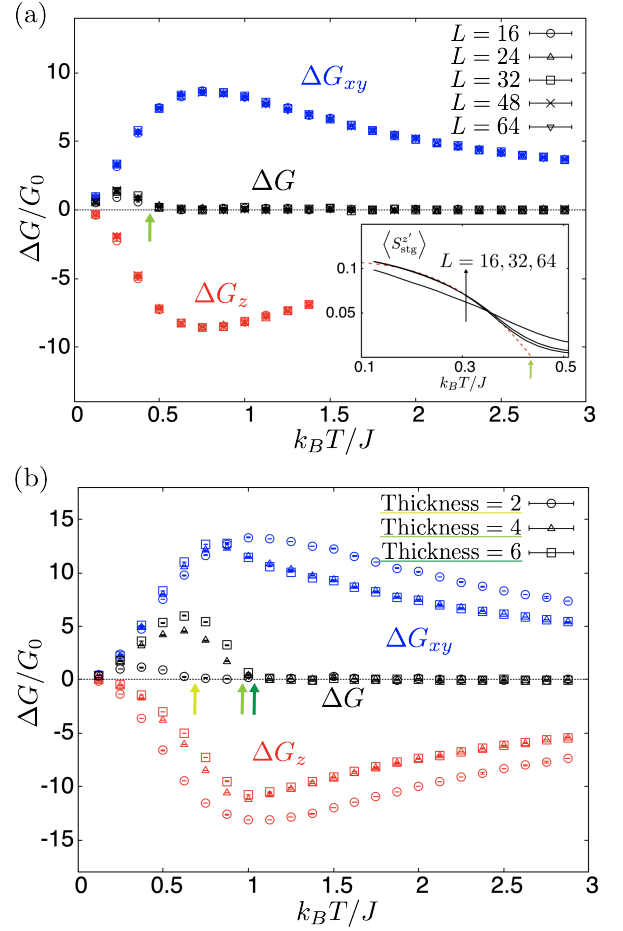 (a)
L = 16
L = 24
L = 32
L = 48
L = 64
ΔG_xy
ΔG
ΔG_z
ΔG/G_0
10
5
0
-5
-10
0 0.5 1 1.5 2 2.5 3
k_BT/J
⟨S^{z'}_{stg}⟩
L = 16, 32, 64
0.1
0.05
0.1 0.3 0.5
k_BT/J
(b)
Thickness = 2
Thickness = 4
Thickness = 6
ΔG_xy
ΔG
ΔG_z
ΔG/G_0
15
10
5
0
-5
-10
-15
0 0.5 1 1.5 2 2.5 3
k_BT/J